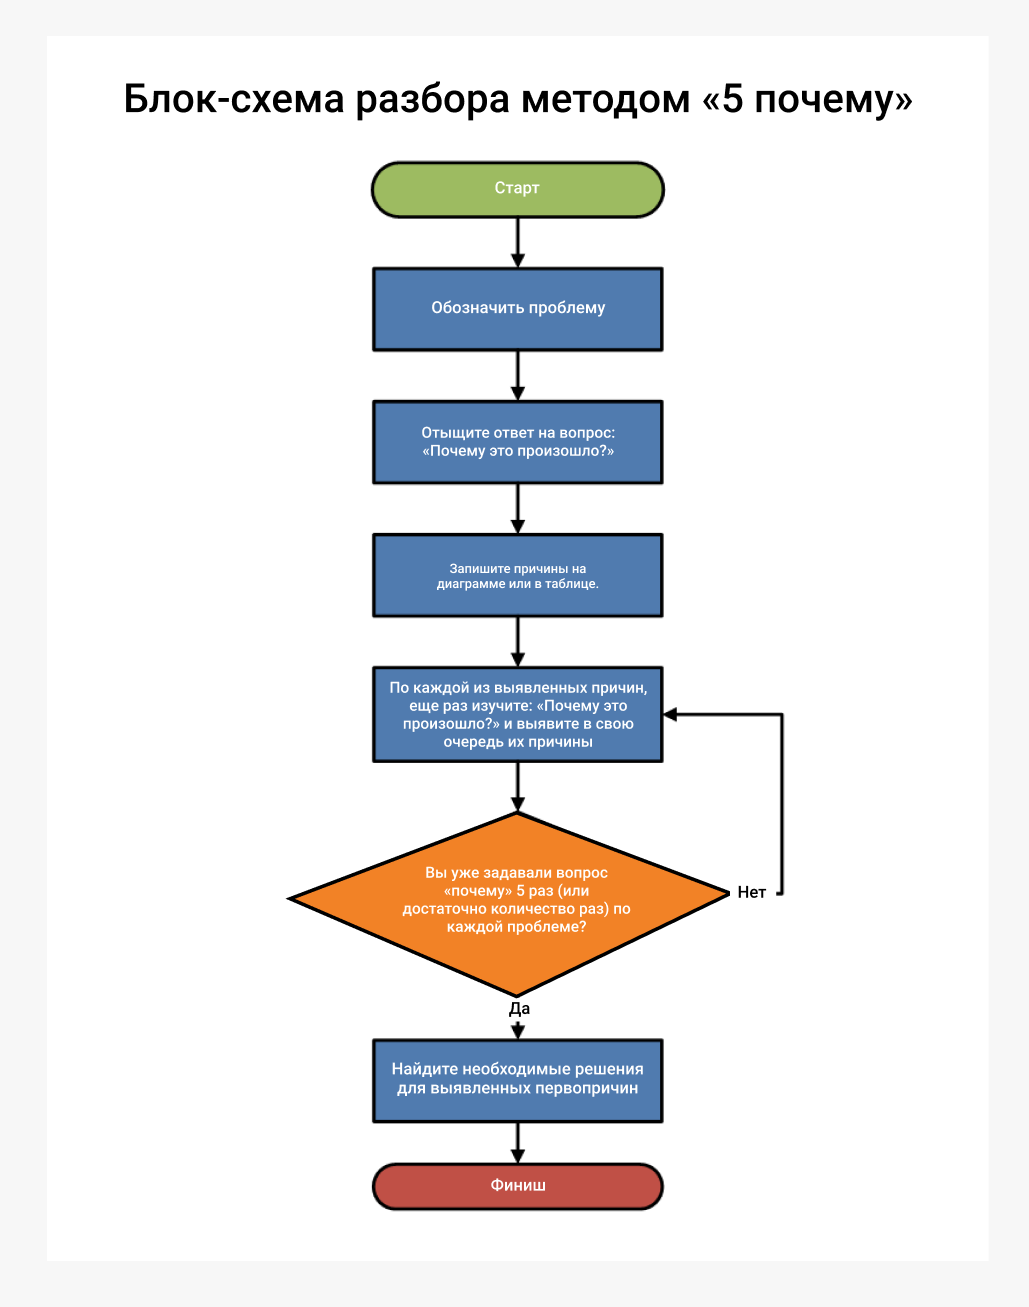 Блок-схема разбора методом «5 почему»
Старт
Обозначить проблему
Отыщите ответ на вопрос:
«Почему это произошло?»
Запишите причины на
диаграмме или в таблице.
По каждой из выявленных причин,
еще раз изучите: «Почему это
произошло?» и выявите в свою
очередь их причины
Вы уже задавали вопрос
«почему» 5 раз (или
достаточно количество раз) по
каждой проблеме?
Нет
Да
Найдите необходимые решения
для выявленных первопричин
Финиш